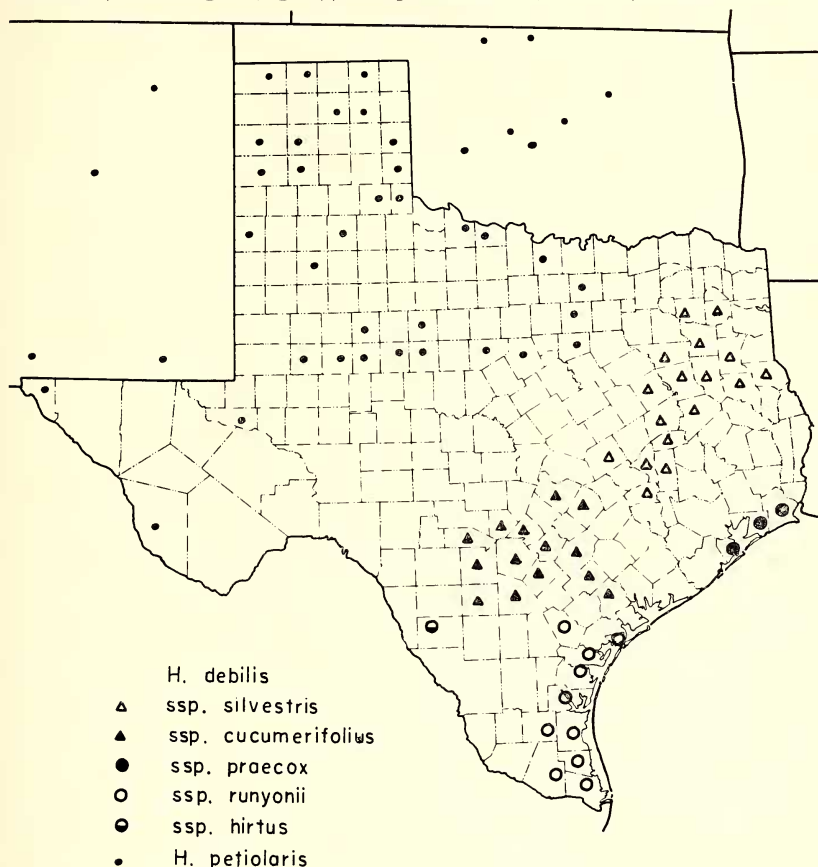 H. debilis
ssp. silvestris
ssp. cucumerifolius
ssp. praecox
ssp. runyonii
ssp. hirtus
H. petiolaris